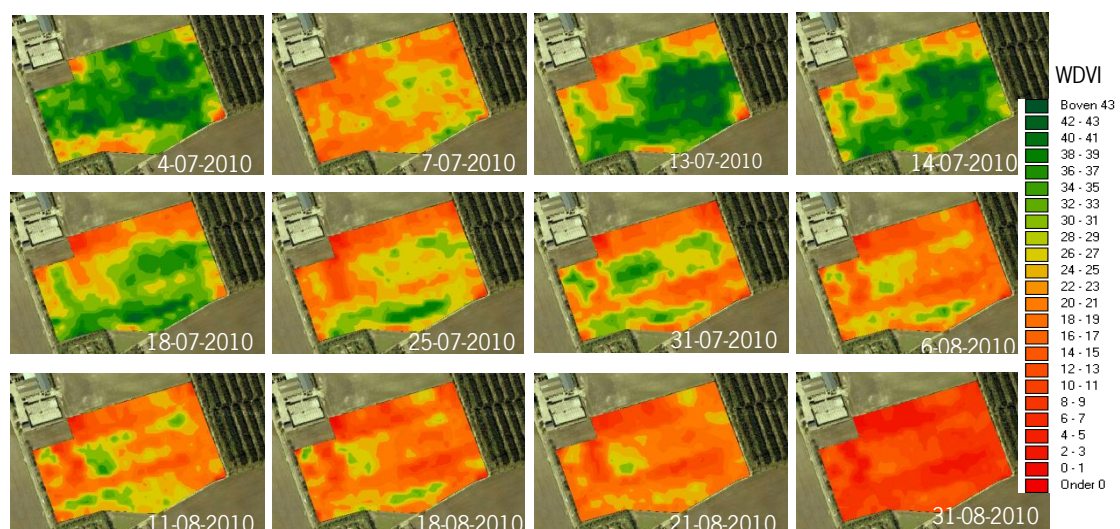 4-07-2010
7-07-2010
13-07-2010
14-07-2010
WDVI
Boven 43
42 - 43
40 - 41
38 - 39
36 - 37
34 - 35
32 - 33
30 - 31
28 - 29
26 - 27
24 - 25
22 - 23
20 - 21
18 - 19
16 - 17
14 - 15
12 - 13
10 - 11
8 - 9
6 - 7
4 - 5
2 - 3
0 - 1
Onder 0
18-07-2010
25-07-2010
31-07-2010
6-08-2010
11-08-2010
18-08-2010
21-08-2010
31-08-2010